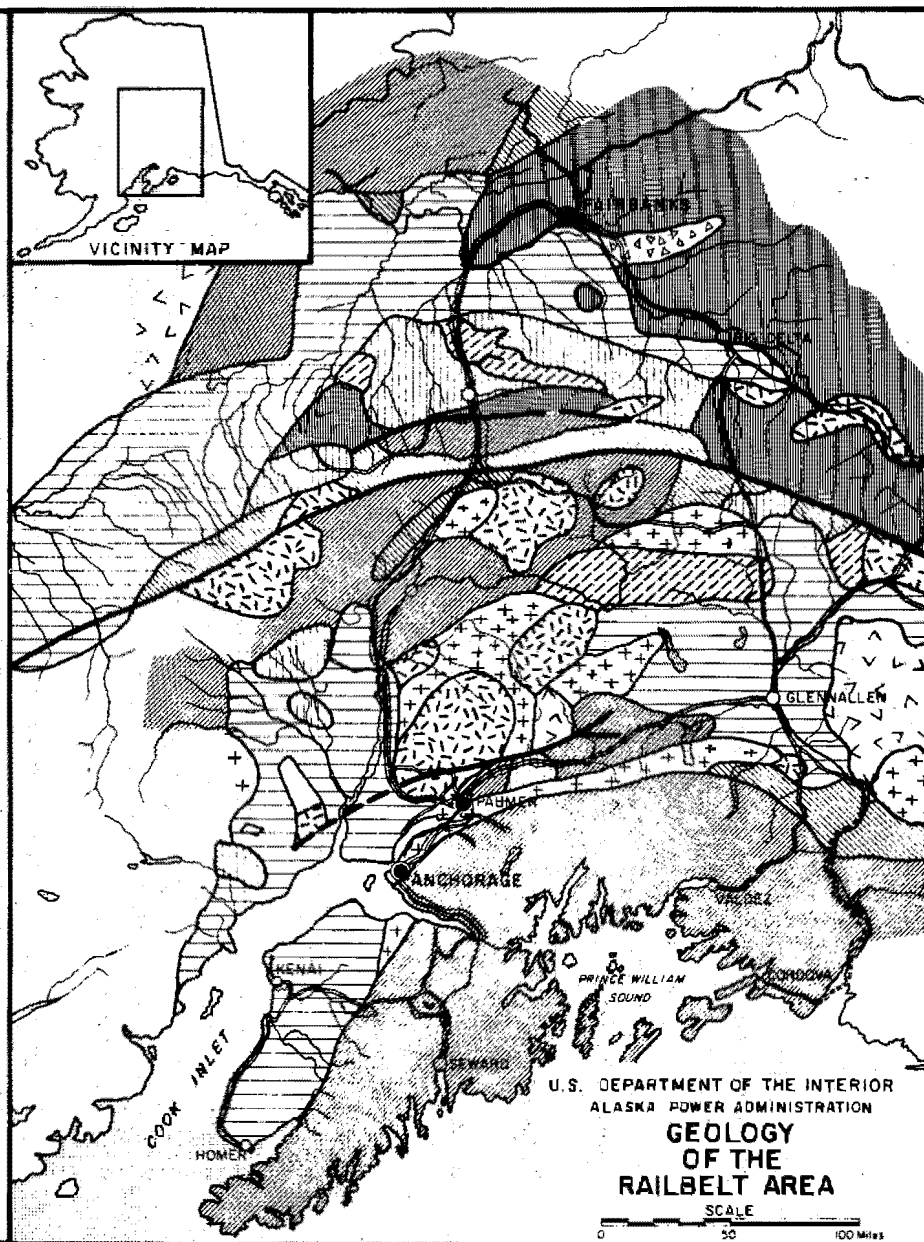 VICINITY MAP
FAIRBANKS
BIG DELTA
GLENNALLEN
PALMER
ANCHORAGE
VALDEZ
KENAI
PRINCE WILLIAM
SOUND
CORDOVA
COOK INLET
SEWARD
HOMER
U.S. DEPARTMENT OF THE INTERIOR
ALASKA POWER ADMINISTRATION
GEOLOGY
OF THE
RAILBELT AREA
SCALE
0 50 100 Miles